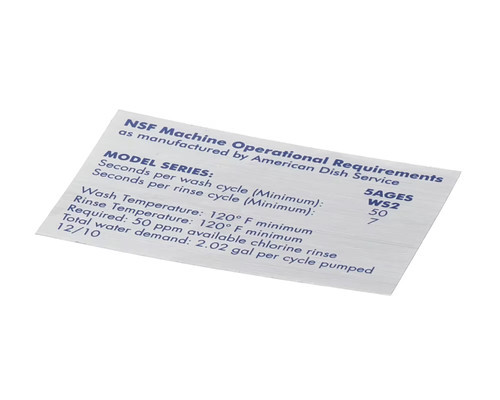 NSF Machine Operational Requirements
as manufactured by American Dish Service
MODEL SERIES: 5AGES
WS2
Seconds per wash cycle (Minimum): 50
Seconds per rinse cycle (Minimum): 7
Wash Temperature: 120° F minimum
Rinse Temperature: 120° F minimum
Required: 50 ppm available chlorine rinse
Total water demand: 2.02 gal per cycle pumped
12/10